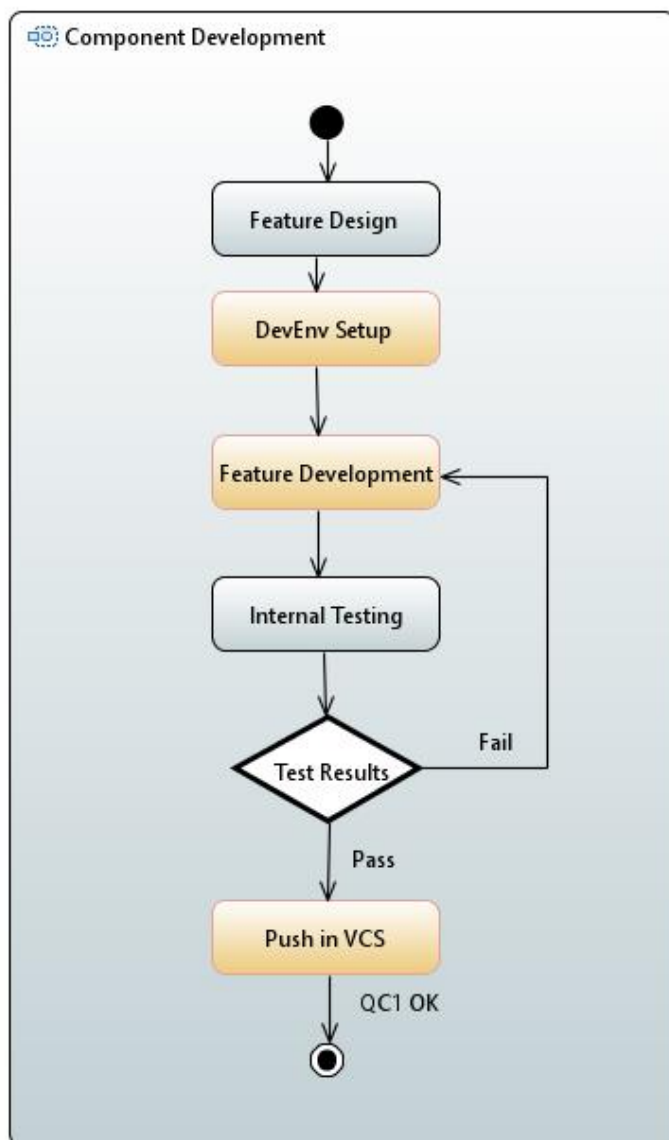 Component Development
Feature Design
DevEnv Setup
Feature Development
Internal Testing
Test Results
Fail
Pass
Push in VCS
QC1 OK